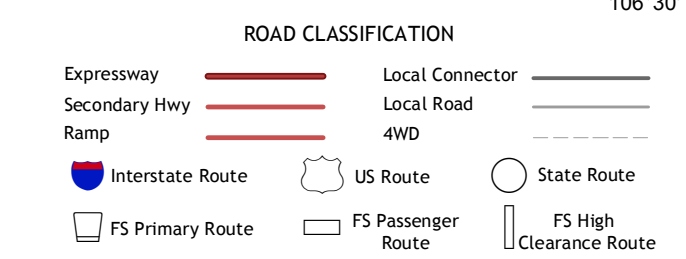 106°30'
ROAD CLASSIFICATION
Expressway
Local Connector
Secondary Hwy
Local Road
Ramp
4WD
Interstate Route
US Route
State Route
FS Primary Route
FS Passenger
Route
FS High
Clearance Route